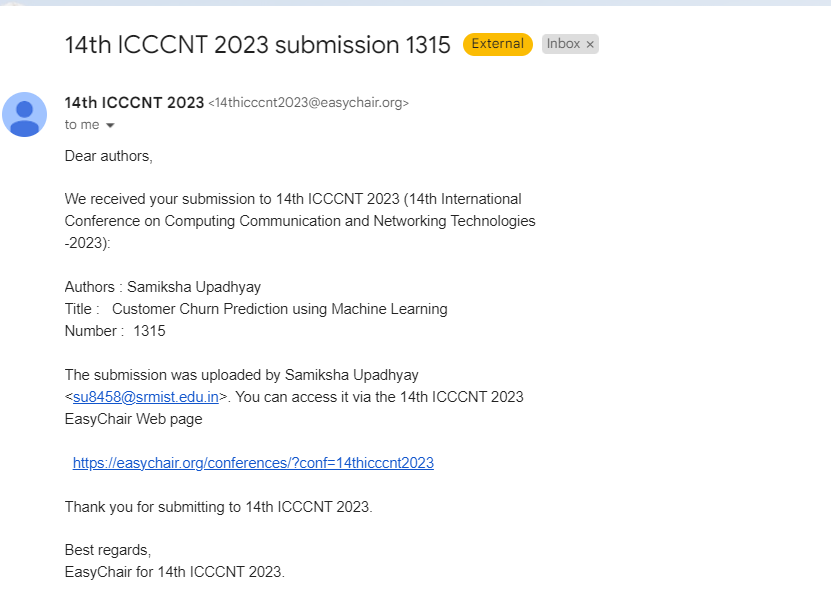 14th ICCCNT 2023 submission 1315 External Inbox ×
14th ICCCNT 2023 <14thicccnt2023@easychair.org>
to me
Dear authors,
We received your submission to 14th ICCCNT 2023 (14th International
Conference on Computing Communication and Networking Technologies
-2023):
Authors : Samiksha Upadhyay
Title : Customer Churn Prediction using Machine Learning
Number : 1315
The submission was uploaded by Samiksha Upadhyay
<su8458@srmist.edu.in>. You can access it via the 14th ICCCNT 2023
EasyChair Web page
https://easychair.org/conferences/?conf=14thicccnt2023
Thank you for submitting to 14th ICCCNT 2023.
Best regards,
EasyChair for 14th ICCCNT 2023.